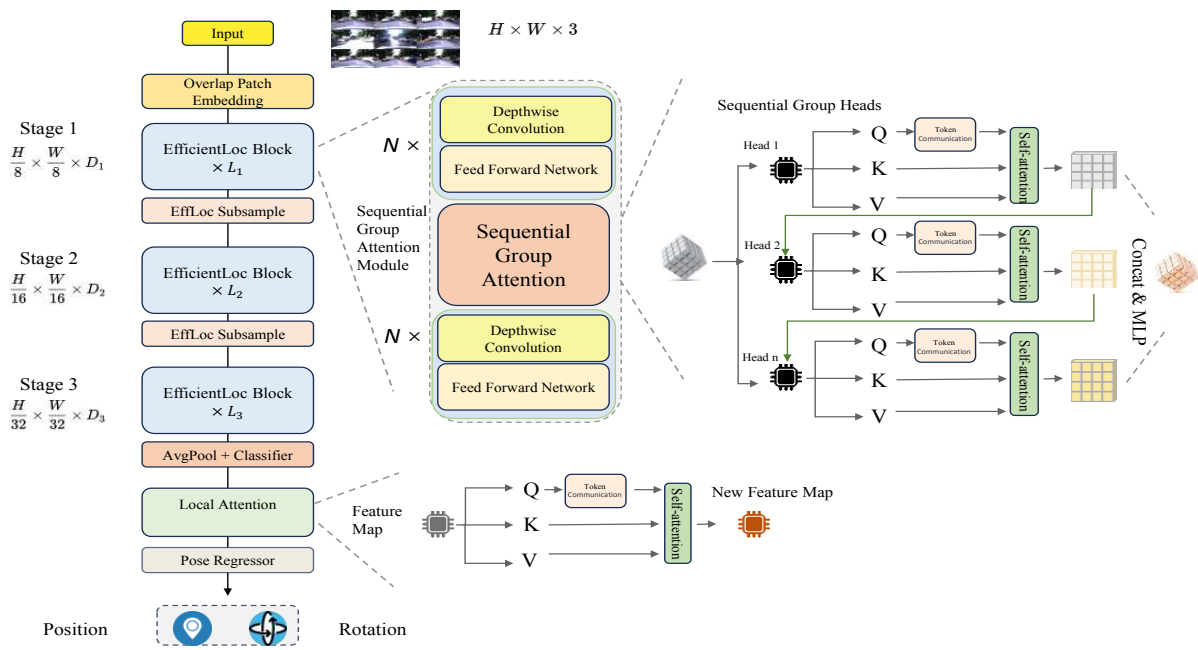 Input
H × W × 3
Overlap Patch
Embedding
Stage 1
H/8 × W/8 × D₁
EfficientLoc Block
× L₁
EffLoc Subsample
Stage 2
H/16 × W/16 × D₂
EfficientLoc Block
× L₂
EffLoc Subsample
Stage 3
H/32 × W/32 × D₃
EfficientLoc Block
× L₃
AvgPool + Classifier
Local Attention
Pose Regressor
Position
Rotation
N ×
Depthwise
Convolution
Feed Forward Network
Sequential
Group
Attention
Module
Sequential
Group
Attention
N ×
Depthwise
Convolution
Feed Forward Network
Sequential Group Heads
Head 1
Q
K
V
Token
Communication
Self-attention
Head 2
Q
K
V
Token
Communication
Self-attention
Head n
Q
K
V
Token
Communication
Self-attention
Concat & MLP
Feature
Map
Q
K
V
Token
Communication
Self-attention
New Feature Map